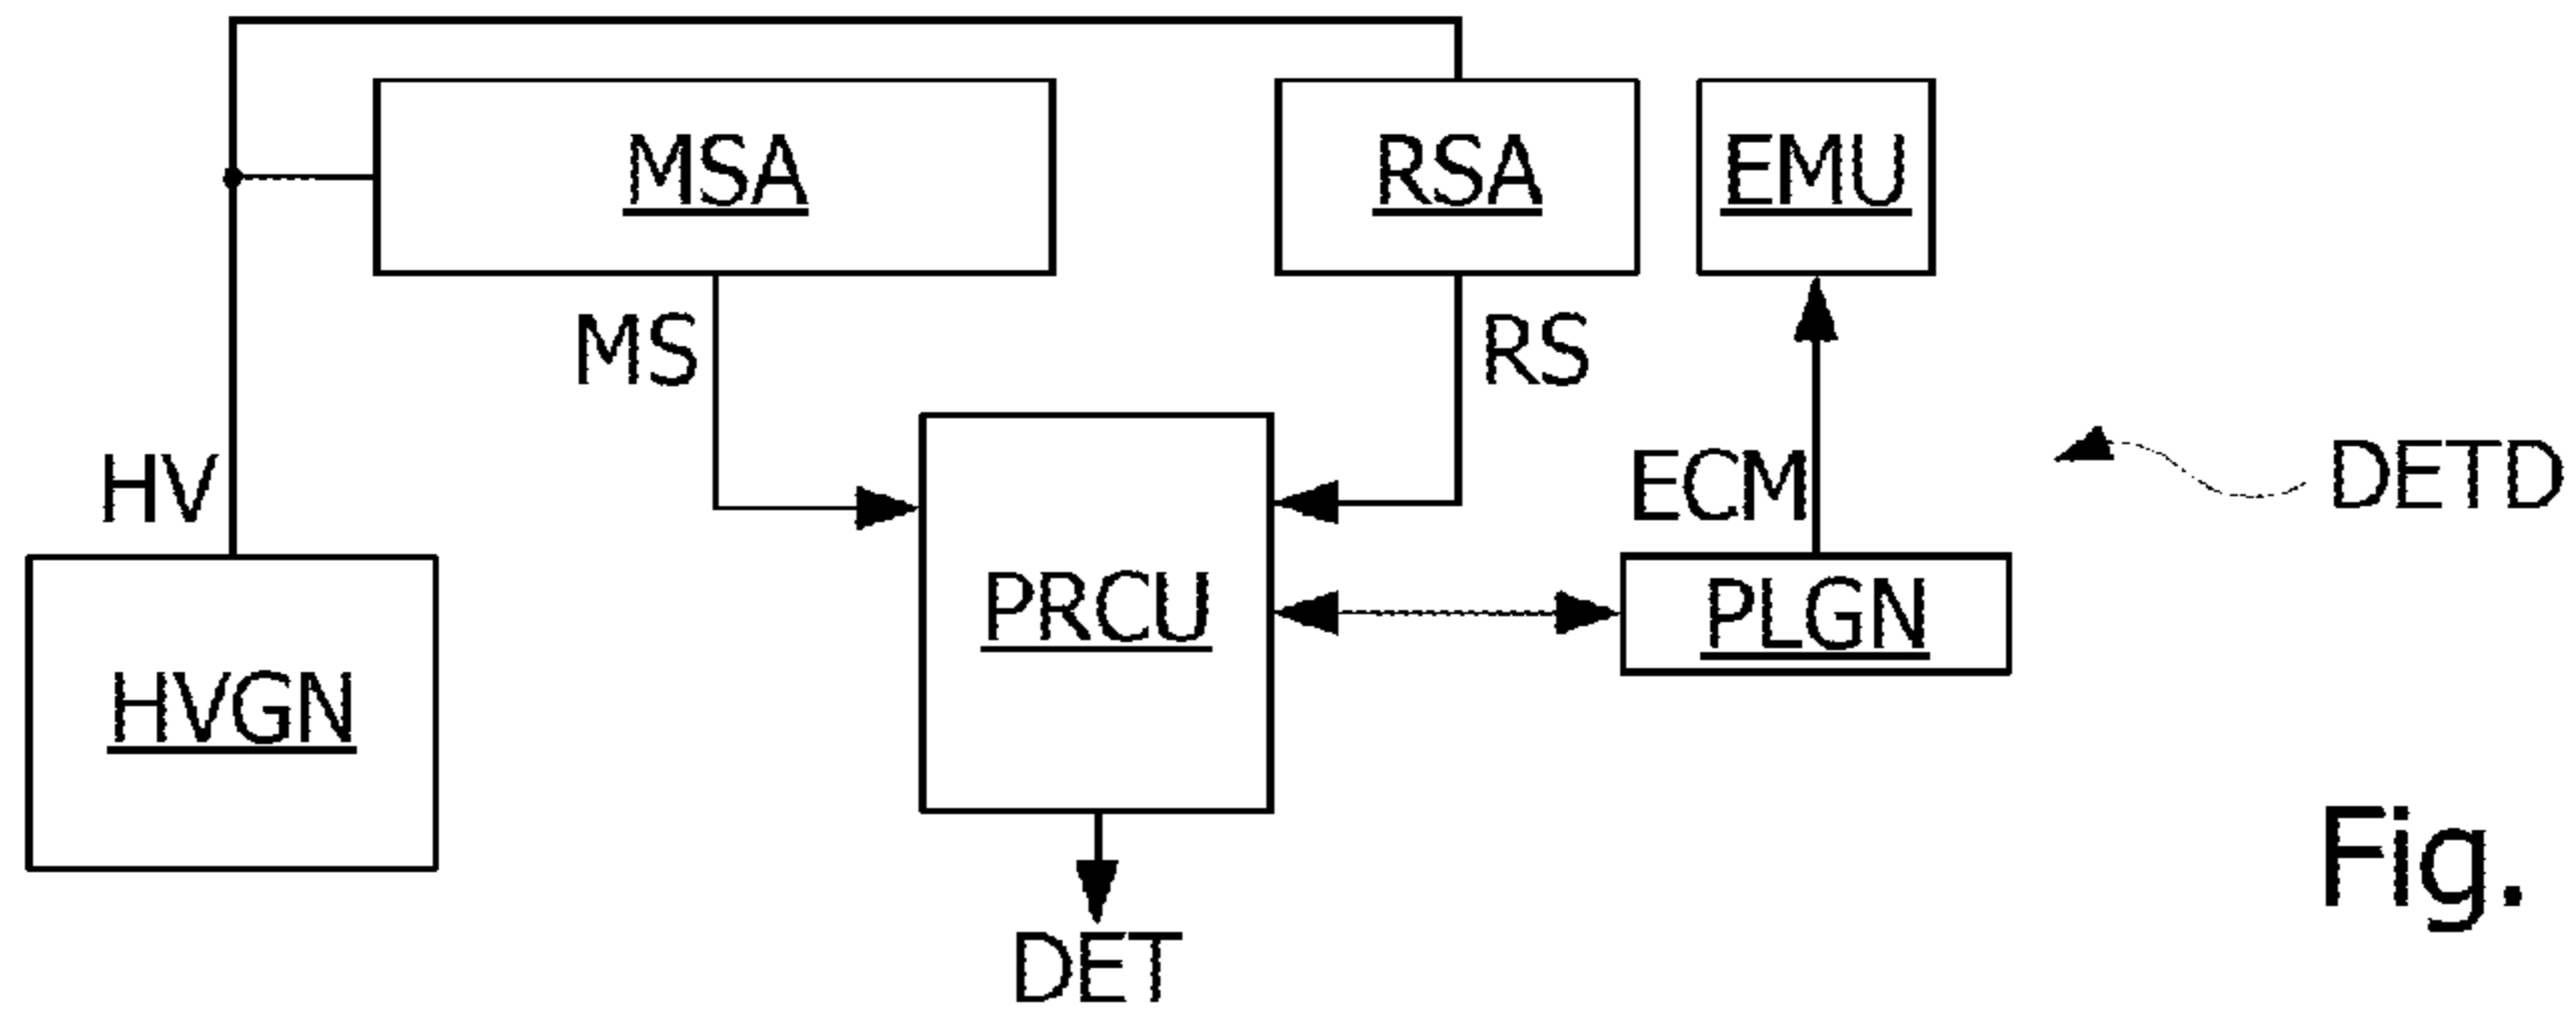 MSA
RSA
EMU
MS
RS
HV
ECM
DETD
PRCU
PLGN
HVGN
Fig.
DET